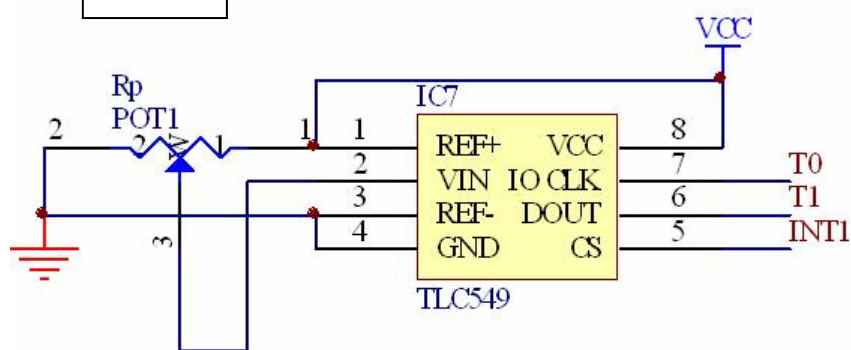 VCC
Rp
POT1
IC7
2
2
W
1
1
1
REF+
VCC
8
2
VIN
IO CLK
7
T0
3
REF-
DOUT
6
T1
3
4
GND
CS
5
INT1
TLC549